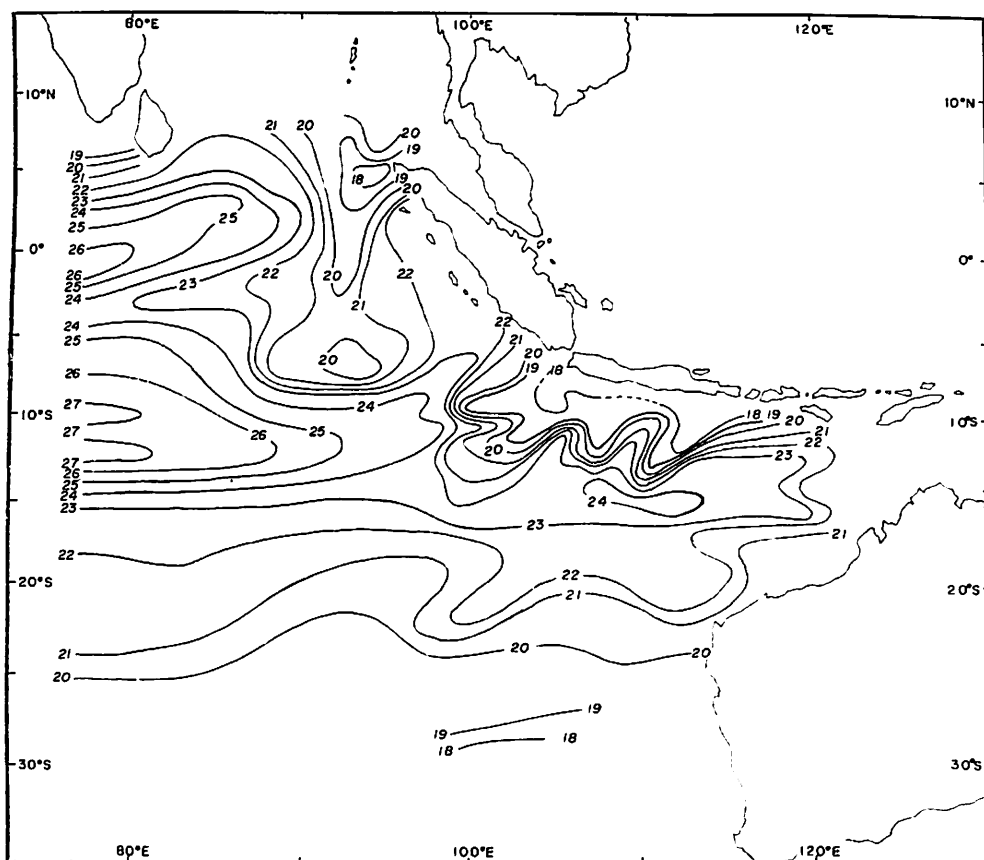 80°E 100°E 120°E
10°N 10°N
21 20
20
19 19
20 18 19
21 20
22
23
24 25
25
26 0° 0°
22 20 22
26 23
25 21
24
22
24 21
25 20 20
19 18
26 24
27 18 19
10°S 20 10°S
26 25 21
27 20 22
27 23
26
25 24
24
23 23 21
22
22
20°S 21 20°S
21 20 20
20
19
19 18
18
30°S 30°S
80°E 100°E 120°E